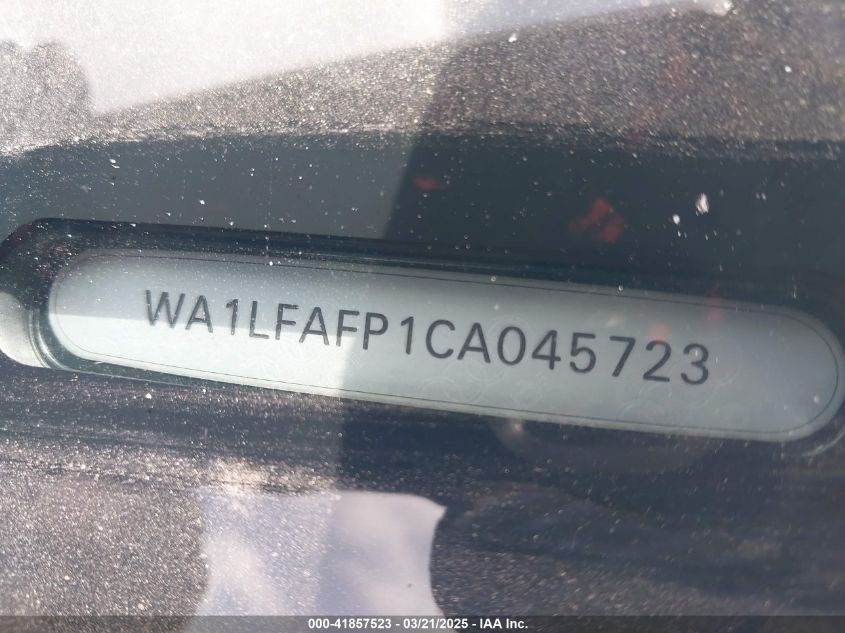 WA1LFAFP1CA045723
000-41857523 - 03/21/2025 - IAA Inc.